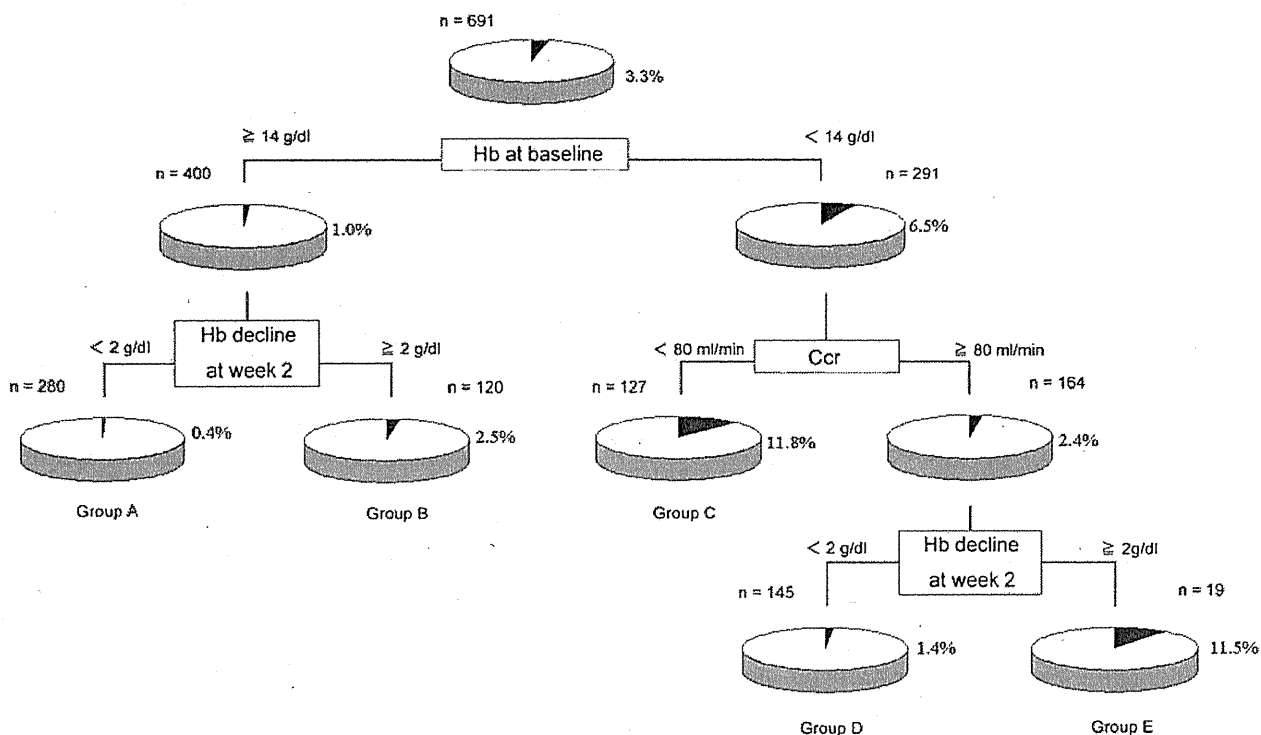 n = 691
3.3%
≧ 14 g/dl
Hb at baseline
< 14 g/dl
n = 400
1.0%
n = 291
6.5%
< 2 g/dl
Hb decline
at week 2
≧ 2 g/dl
< 80 ml/min
Ccr
≧ 80 ml/min
n = 280
0.4%
n = 120
2.5%
n = 127
11.8%
n = 164
2.4%
Group A
Group B
Group C
< 2 g/dl
Hb decline
at week 2
≧ 2g/dl
n = 145
1.4%
n = 19
11.5%
Group D
Group E